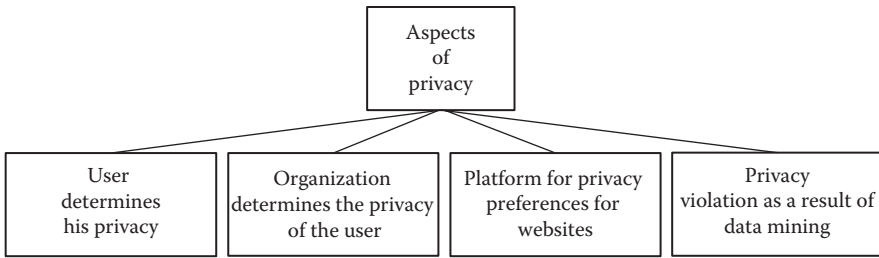 Aspects
of
privacy
User
determines
his privacy
Organization
determines the privacy
of the user
Platform for privacy
preferences for
websites
Privacy
violation as a result of
data mining